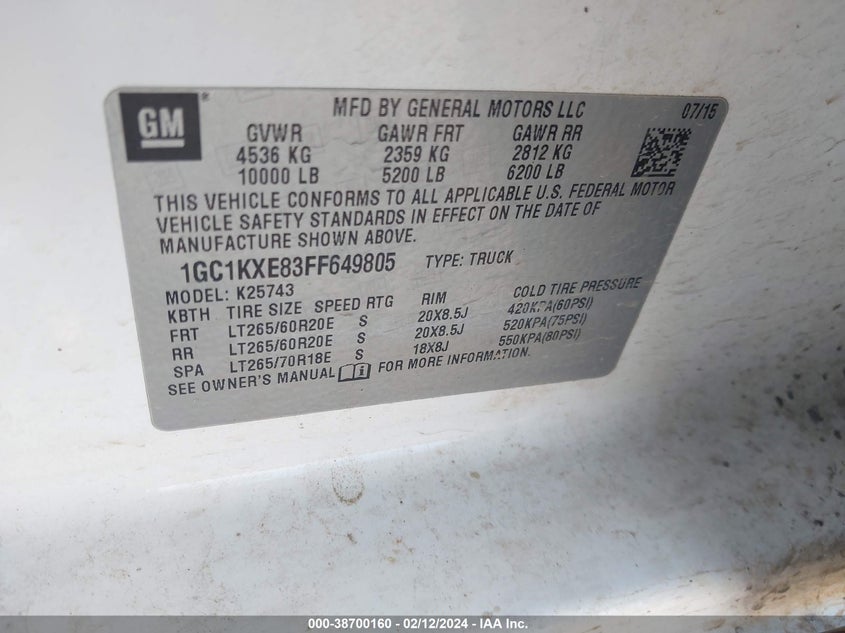 GM® MFD BY GENERAL MOTORS LLC 07/15
GVWR GAWR FRT GAWR RR
4536 KG 2359 KG 2812 KG
10000 LB 5200 LB 6200 LB
THIS VEHICLE CONFORMS TO ALL APPLICABLE U.S. FEDERAL MOTOR
VEHICLE SAFETY STANDARDS IN EFFECT ON THE DATE OF
MANUFACTURE SHOWN ABOVE.
1GC1KXE83FF649805 TYPE: TRUCK
MODEL: K25743
KBTH TIRE SIZE SPEED RTG RIM COLD TIRE PRESSURE
FRT LT265/60R20E S 20X8.5J 420KPA(60PSI)
RR LT265/60R20E S 20X8.5J 520KPA(75PSI)
SPA LT265/70R18E S 18X8J 550KPA(80PSI)
SEE OWNER'S MANUAL i FOR MORE INFORMATION.
000-38700160 - 02/12/2024 - IAA Inc.